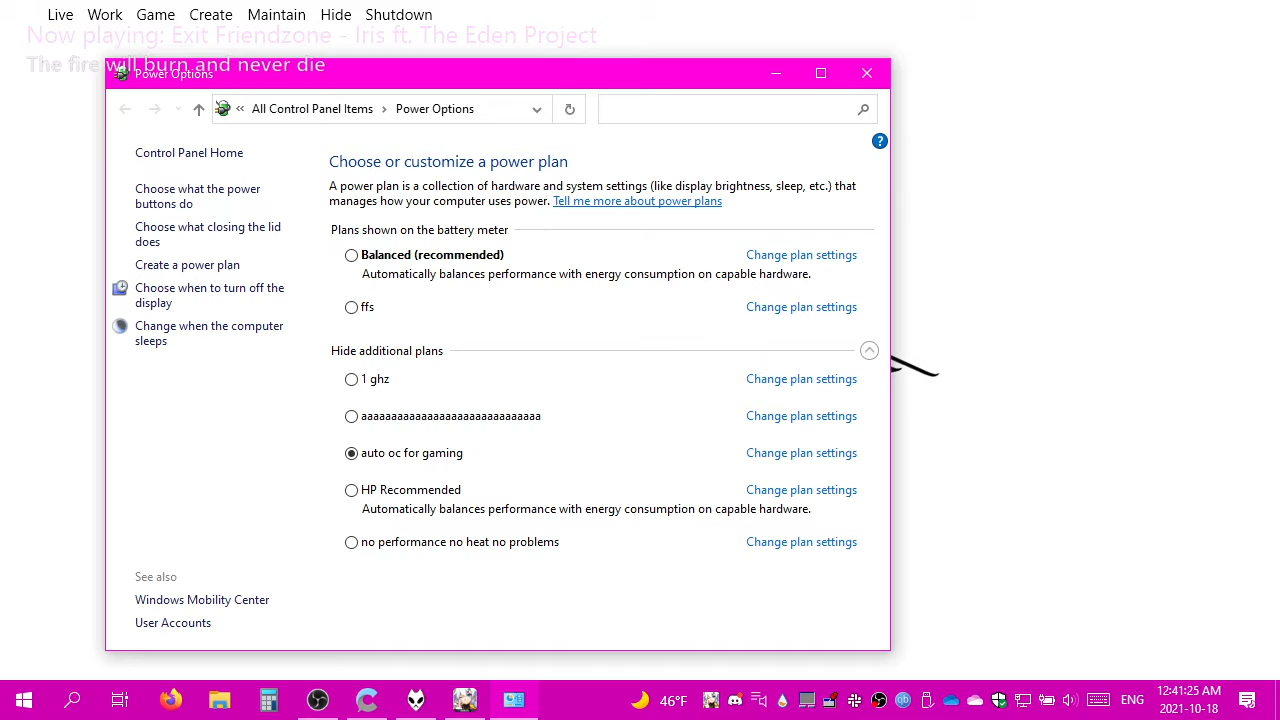 Live Work Game Create Maintain Hide Shutdown
Now playing: Exit Friendzone - Iris ft. The Eden Project
The fire will burn and never die
Power Options
« All Control Panel Items › Power Options
Control Panel Home
Choose what the power
buttons do
Choose what closing the lid
does
Create a power plan
Choose when to turn off the
display
Change when the computer
sleeps
See also
Windows Mobility Center
User Accounts
?
Choose or customize a power plan
A power plan is a collection of hardware and system settings (like display brightness, sleep, etc.) that
manages how your computer uses power. Tell me more about power plans
Plans shown on the battery meter
Balanced (recommended) Change plan settings
Automatically balances performance with energy consumption on capable hardware.
ffs Change plan settings
Hide additional plans
1 ghz Change plan settings
aaaaaaaaaaaaaaaaaaaaaaaaaaaaaa Change plan settings
auto oc for gaming Change plan settings
HP Recommended Change plan settings
Automatically balances performance with energy consumption on capable hardware.
no performance no heat no problems Change plan settings
46°F qb ENG 12:41:25 AM
2021-10-18